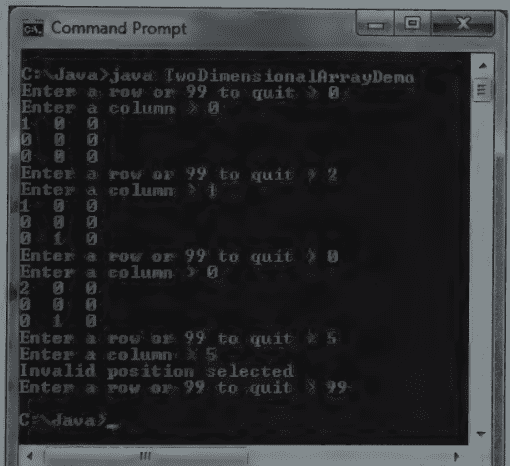 Command Prompt
C:\Java>java TwoDimensionalArrayDemo
Enter a row or 99 to quit > 0
Enter a column > 0
1  0  0
0  0  0
0  0  0
Enter a row or 99 to quit > 2
Enter a column > 1
1  0  0
0  0  0
0  1  0
Enter a row or 99 to quit > 0
Enter a column > 0
2  0  0
0  0  0
0  1  0
Enter a row or 99 to quit > 5
Enter a column > 5
Invalid position selected
Enter a row or 99 to quit > 99
C:\Java>_